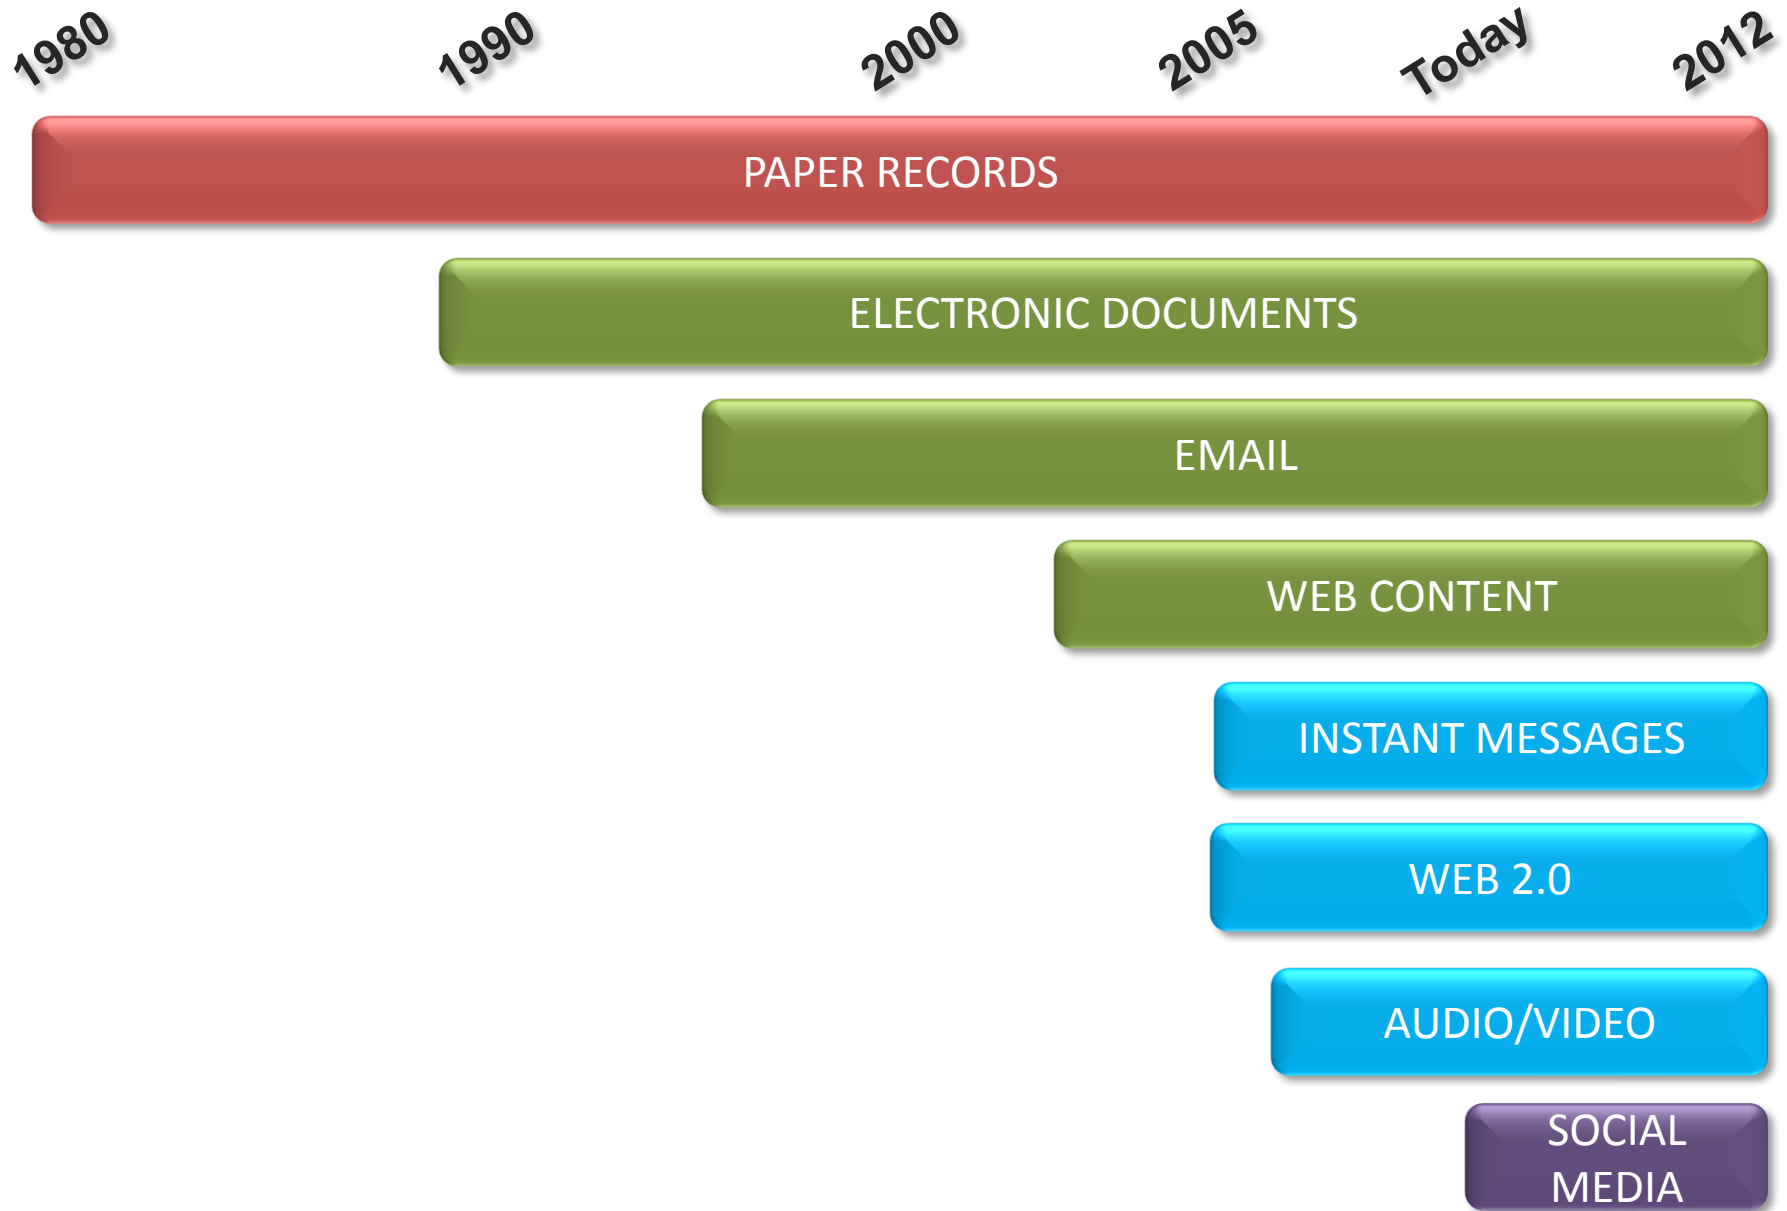 1980
1990
2000
2005
Today
2012
PAPER RECORDS
ELECTRONIC DOCUMENTS
EMAIL
WEB CONTENT
INSTANT MESSAGES
WEB 2.0
AUDIO/VIDEO
SOCIAL
MEDIA